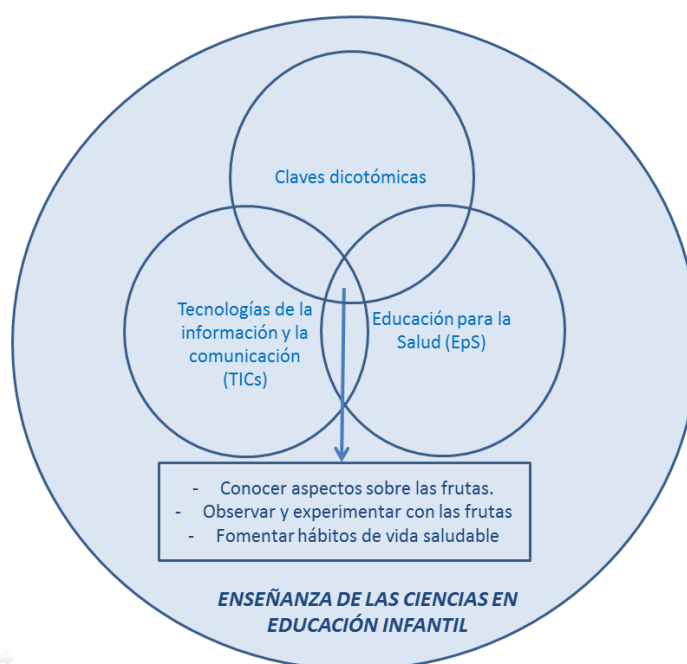 Claves dicotómicas
Tecnologías de la
información y la
comunicación
(TICs)
Educación para la
Salud (EpS)
- Conocer aspectos sobre las frutas.
- Observar y experimentar con las frutas
- Fomentar hábitos de vida saludable
ENSEÑANZA DE LAS CIENCIAS EN
EDUCACIÓN INFANTIL